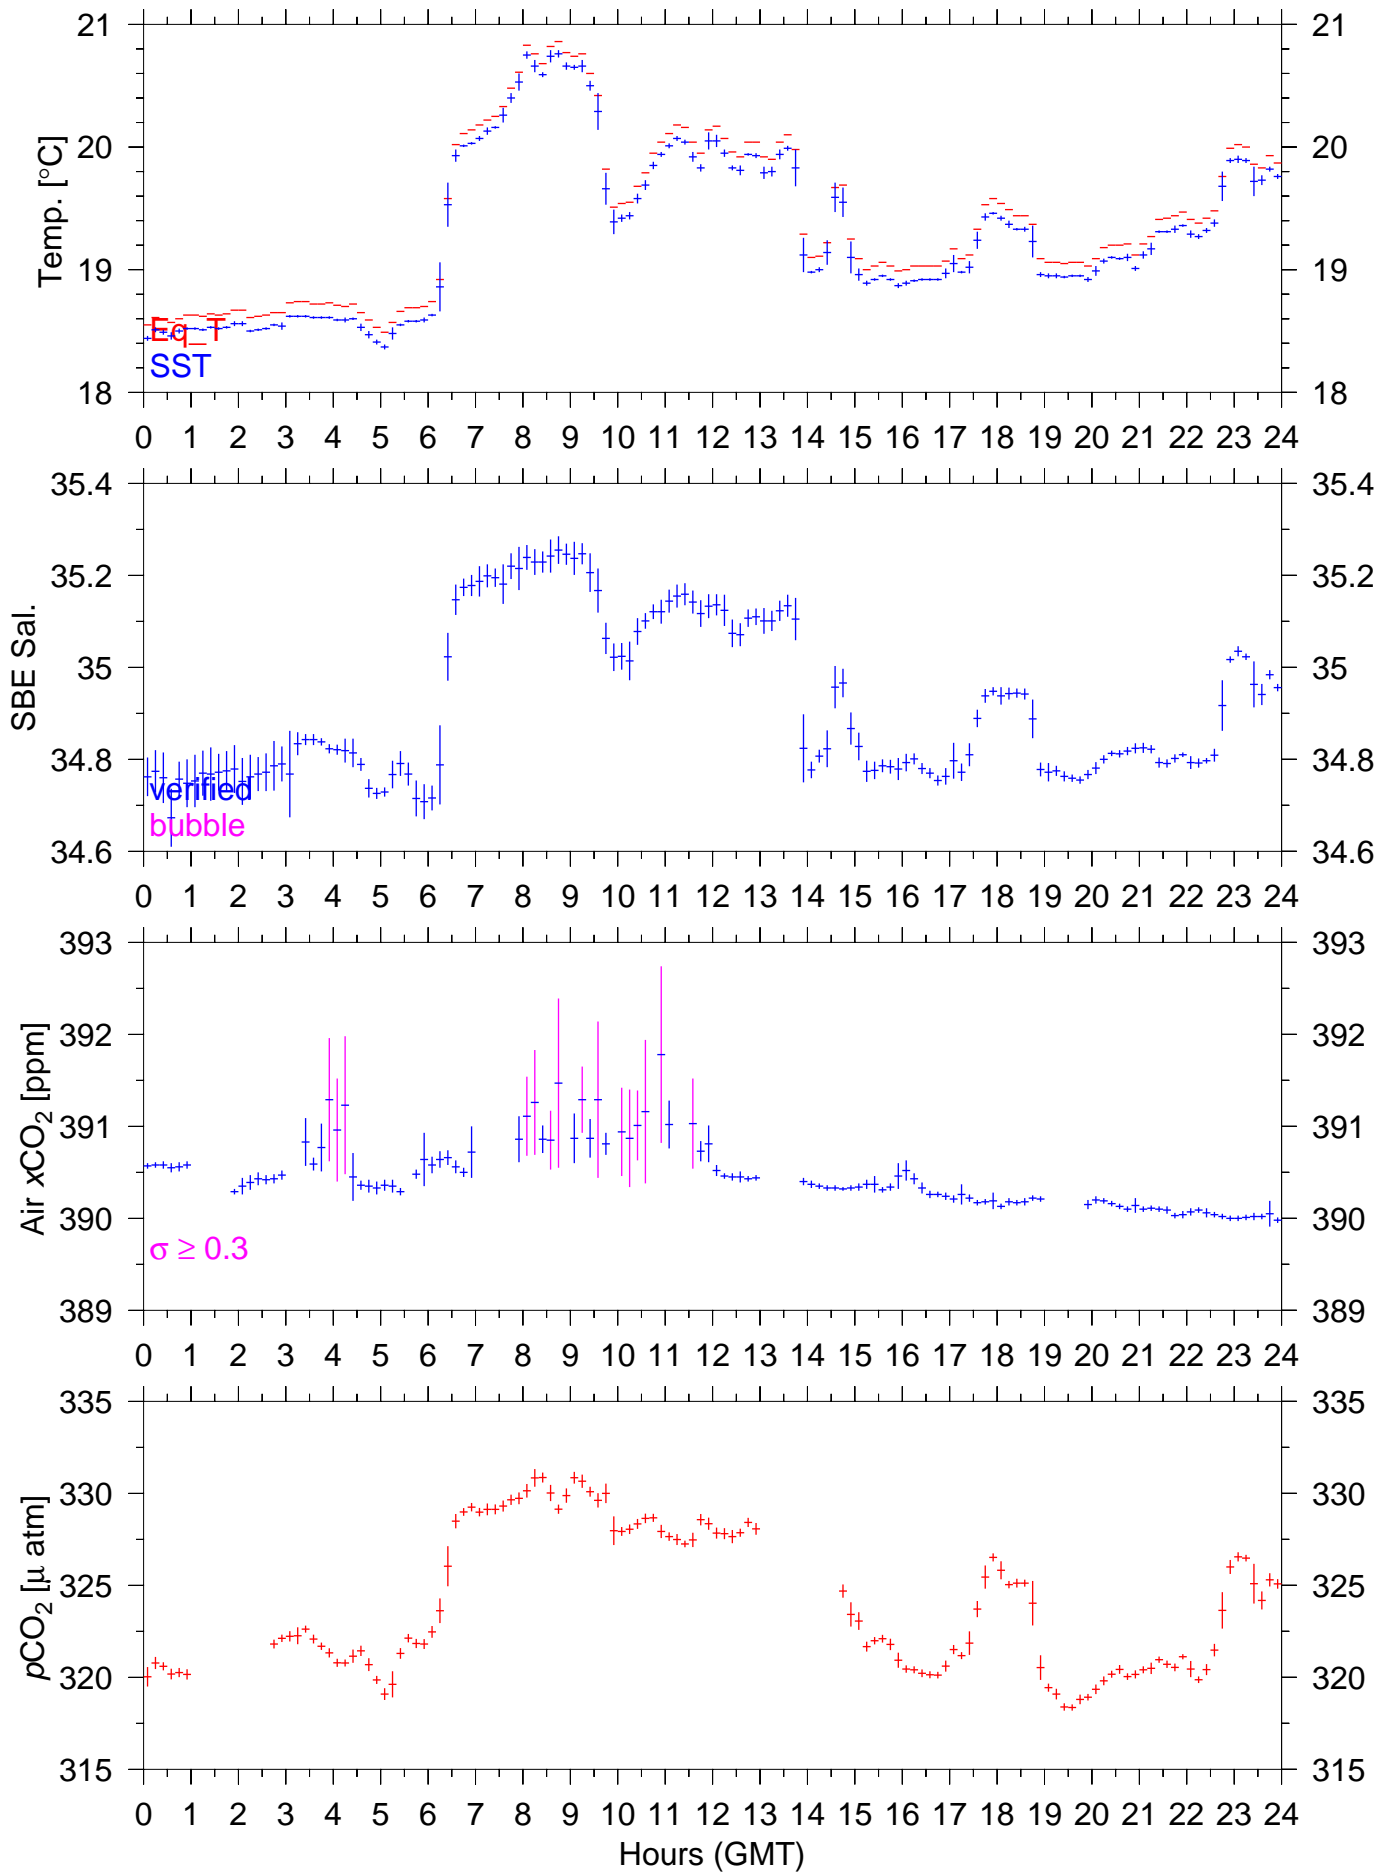 21 21
20 20
19 19
18 18
Temp. [°C]
Eq_T
SST
0 1 2 3 4 5 6 7 8 9 10 11 12 13 14 15 16 17 18 19 20 21 22 23 24
35.4 35.4
35.2 35.2
35 35
34.8 34.8
34.6 34.6
SBE Sal.
verified
bubble
0 1 2 3 4 5 6 7 8 9 10 11 12 13 14 15 16 17 18 19 20 21 22 23 24
393 393
392 392
391 391
390 390
389 389
Air xCO₂ [ppm]
σ ≥ 0.3
0 1 2 3 4 5 6 7 8 9 10 11 12 13 14 15 16 17 18 19 20 21 22 23 24
335 335
330 330
325 325
320 320
315 315
pCO₂ [μ atm]
0 1 2 3 4 5 6 7 8 9 10 11 12 13 14 15 16 17 18 19 20 21 22 23 24
Hours (GMT)